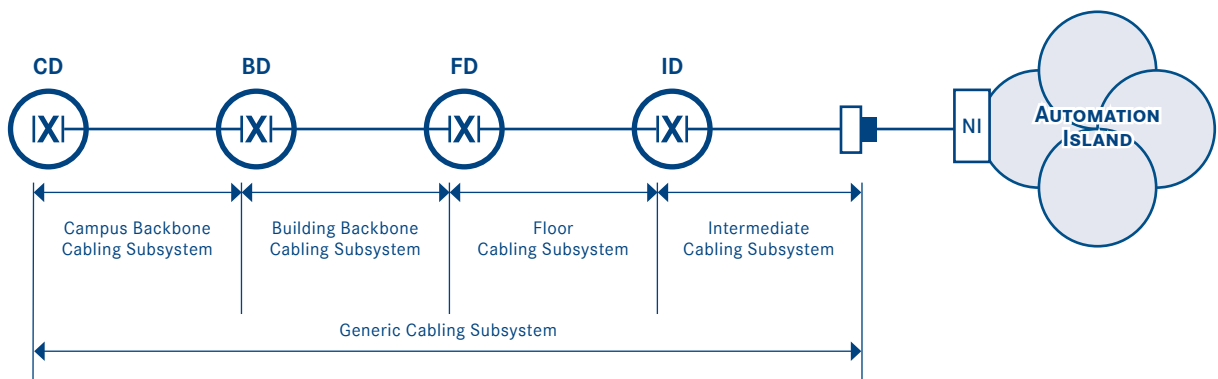 CD
BD
FD
ID
X
X
X
X
NI
AUTOMATION
ISLAND
Campus Backbone
Cabling Subsystem
Building Backbone
Cabling Subsystem
Floor
Cabling Subsystem
Intermediate
Cabling Subsystem
Generic Cabling Subsystem